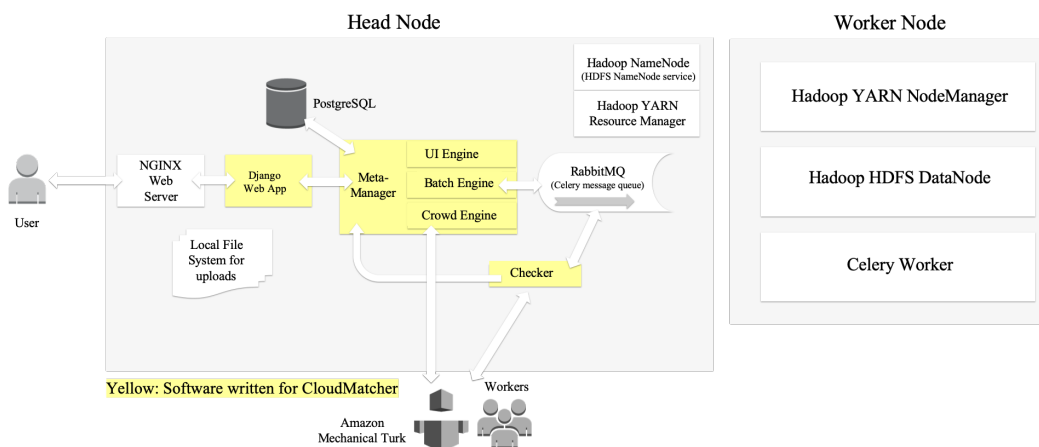 Head Node
Worker Node
Hadoop NameNode
(HDFS NameNode service)
Hadoop YARN
Resource Manager
PostgreSQL
User
NGINX
Web
Server
Django
Web App
Meta-
Manager
UI Engine
Batch Engine
Crowd Engine
RabbitMQ
(Celery message queue)
Local File
System for
uploads
Checker
Hadoop YARN NodeManager
Hadoop HDFS DataNode
Celery Worker
Yellow: Software written for CloudMatcher
Workers
Amazon
Mechanical Turk